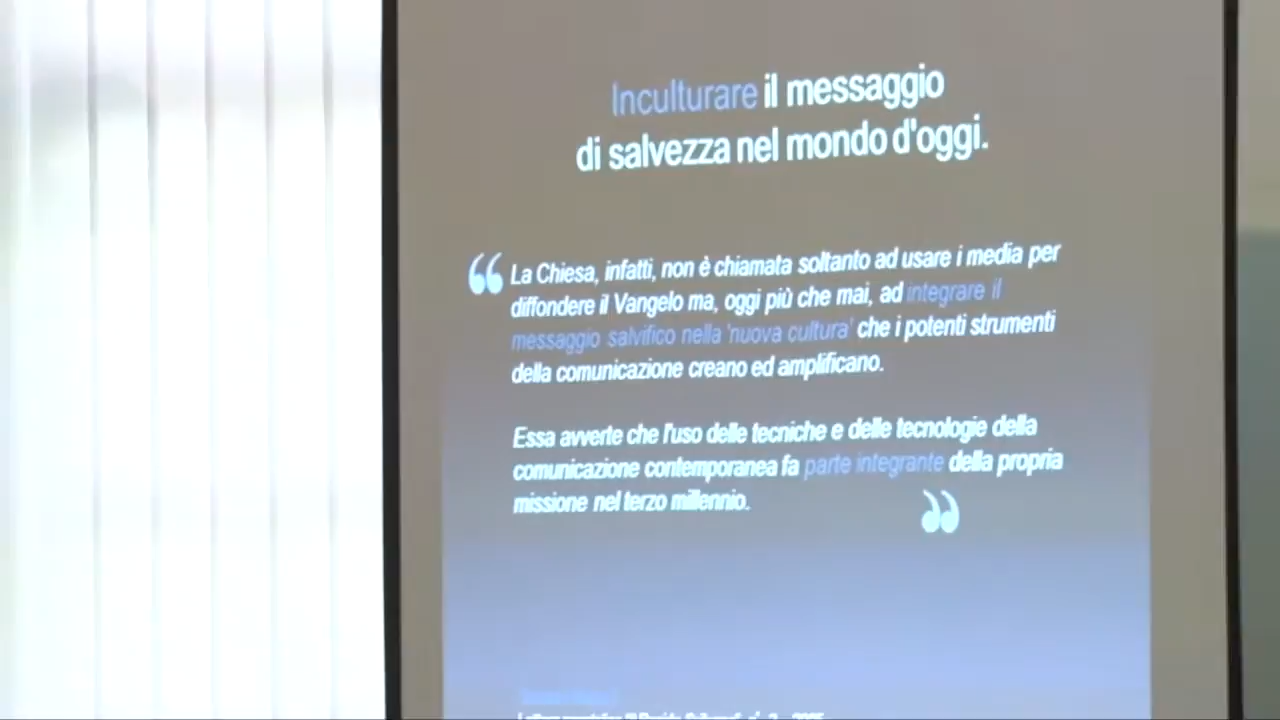 Inculturare il messaggio
di salvezza nel mondo d'oggi.
“ La Chiesa, infatti, non è chiamata soltanto ad usare i media per
diffondere il Vangelo ma, oggi più che mai, ad integrare il
messaggio salvifico nella 'nuova cultura' che i potenti strumenti
della comunicazione creano ed amplificano.
Essa avverte che l'uso delle tecniche e delle tecnologie della
comunicazione contemporanea fa parte integrante della propria
missione nel terzo millennio.
”